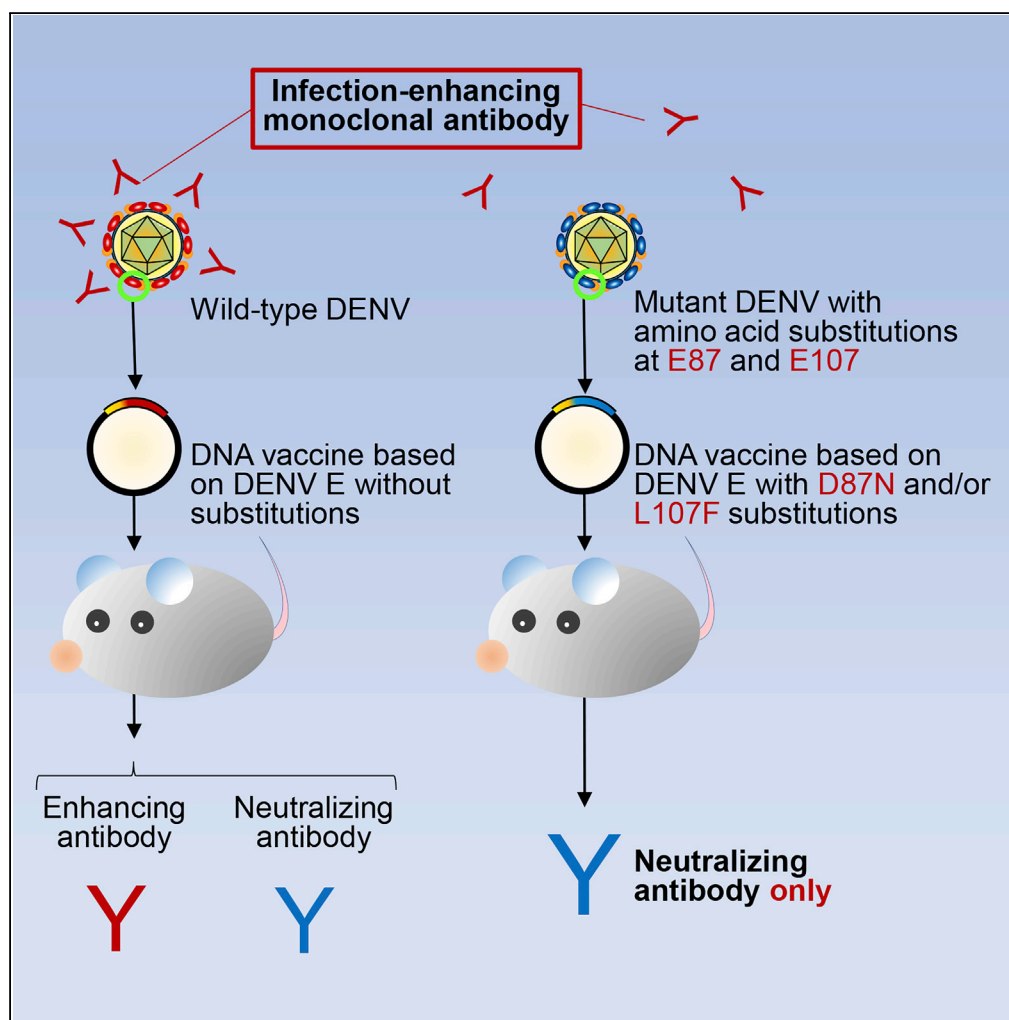 Infection-enhancing
monoclonal antibody
Wild-type DENV
Mutant DENV with
amino acid substitutions
at E87 and E107
DNA vaccine based
on DENV E without
substitutions
DNA vaccine based on
DENV E with D87N and/or
L107F substitutions
Enhancing
antibody
Neutralizing
antibody
Neutralizing
antibody only